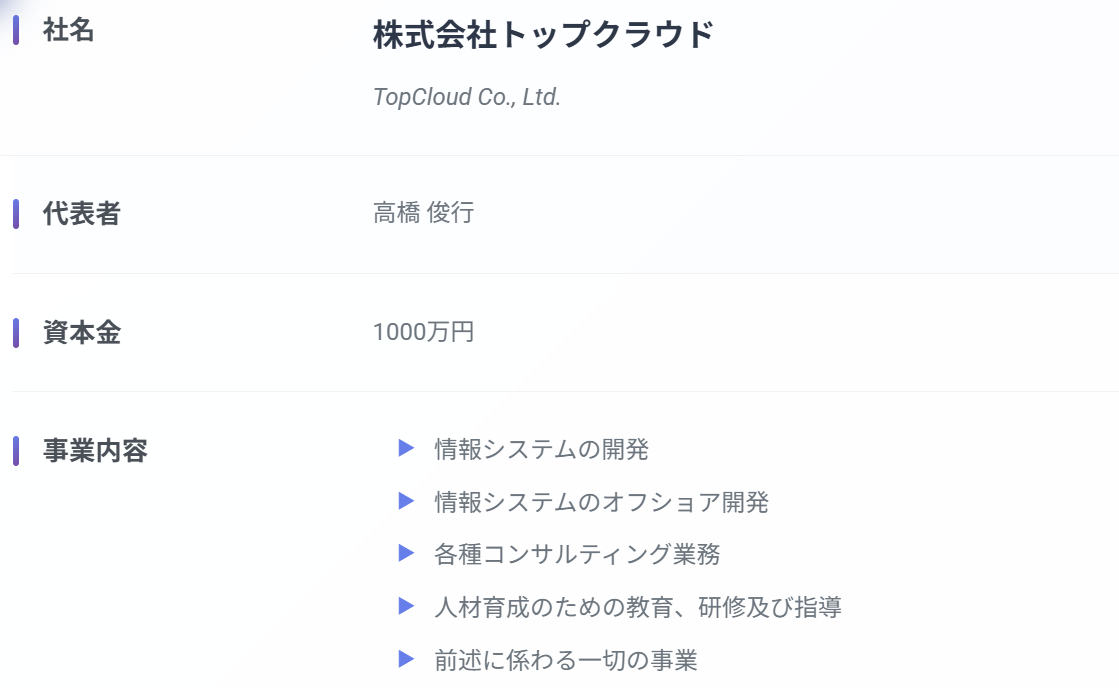 社名
株式会社トップクラウド
TopCloud Co., Ltd.
代表者
高橋 俊行
資本金
1000万円
事業内容
▶ 情報システムの開発
▶ 情報システムのオフショア開発
▶ 各種コンサルティング業務
▶ 人材育成のための教育、研修及び指導
▶ 前述に係わる一切の事業